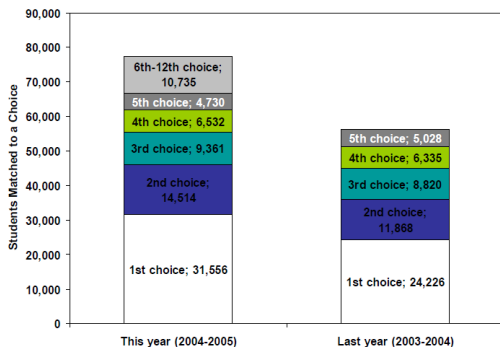 90,000
80,000
70,000
60,000
50,000
40,000
30,000
20,000
10,000
0
Students Matched to a Choice
6th-12th choice;
10,735
5th choice; 4,730
4th choice; 6,532
3rd choice; 9,361
2nd choice;
14,514
1st choice; 31,556
5th choice; 5,028
4th choice; 6,335
3rd choice; 8,820
2nd choice;
11,868
1st choice; 24,226
This year (2004-2005)
Last year (2003-2004)